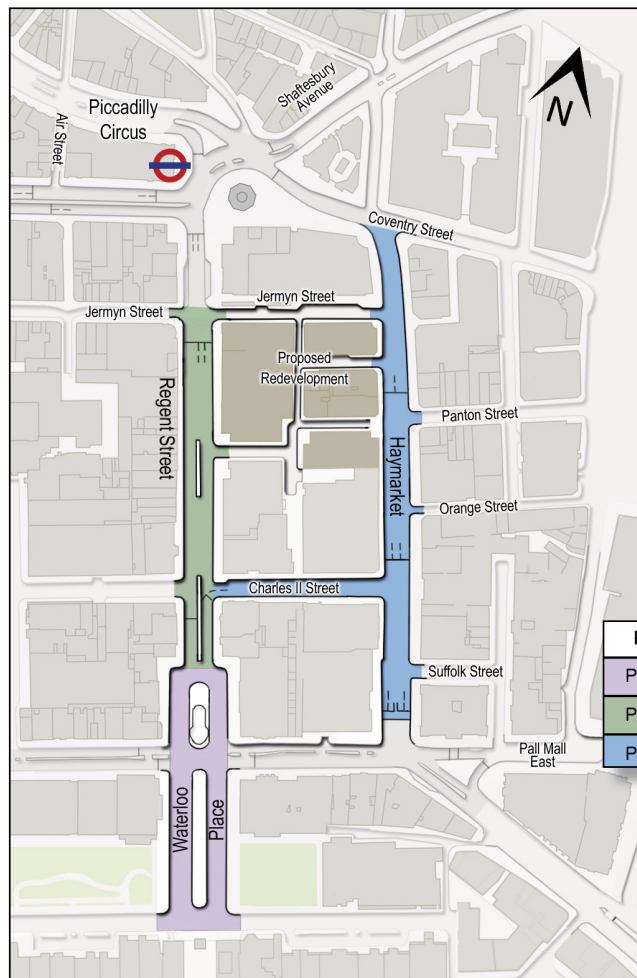 Shaftesbury
Avenue
Piccadilly
Circus
Air Street
N
Coventry Street
Jermyn Street
Jermyn Street
Proposed
Redevelopment
Regent Street
Panton Street
Haymarket
Orange Street
Charles II Street
Suffolk Street
P
P
P
Pall Mall
East
Waterloo
Place